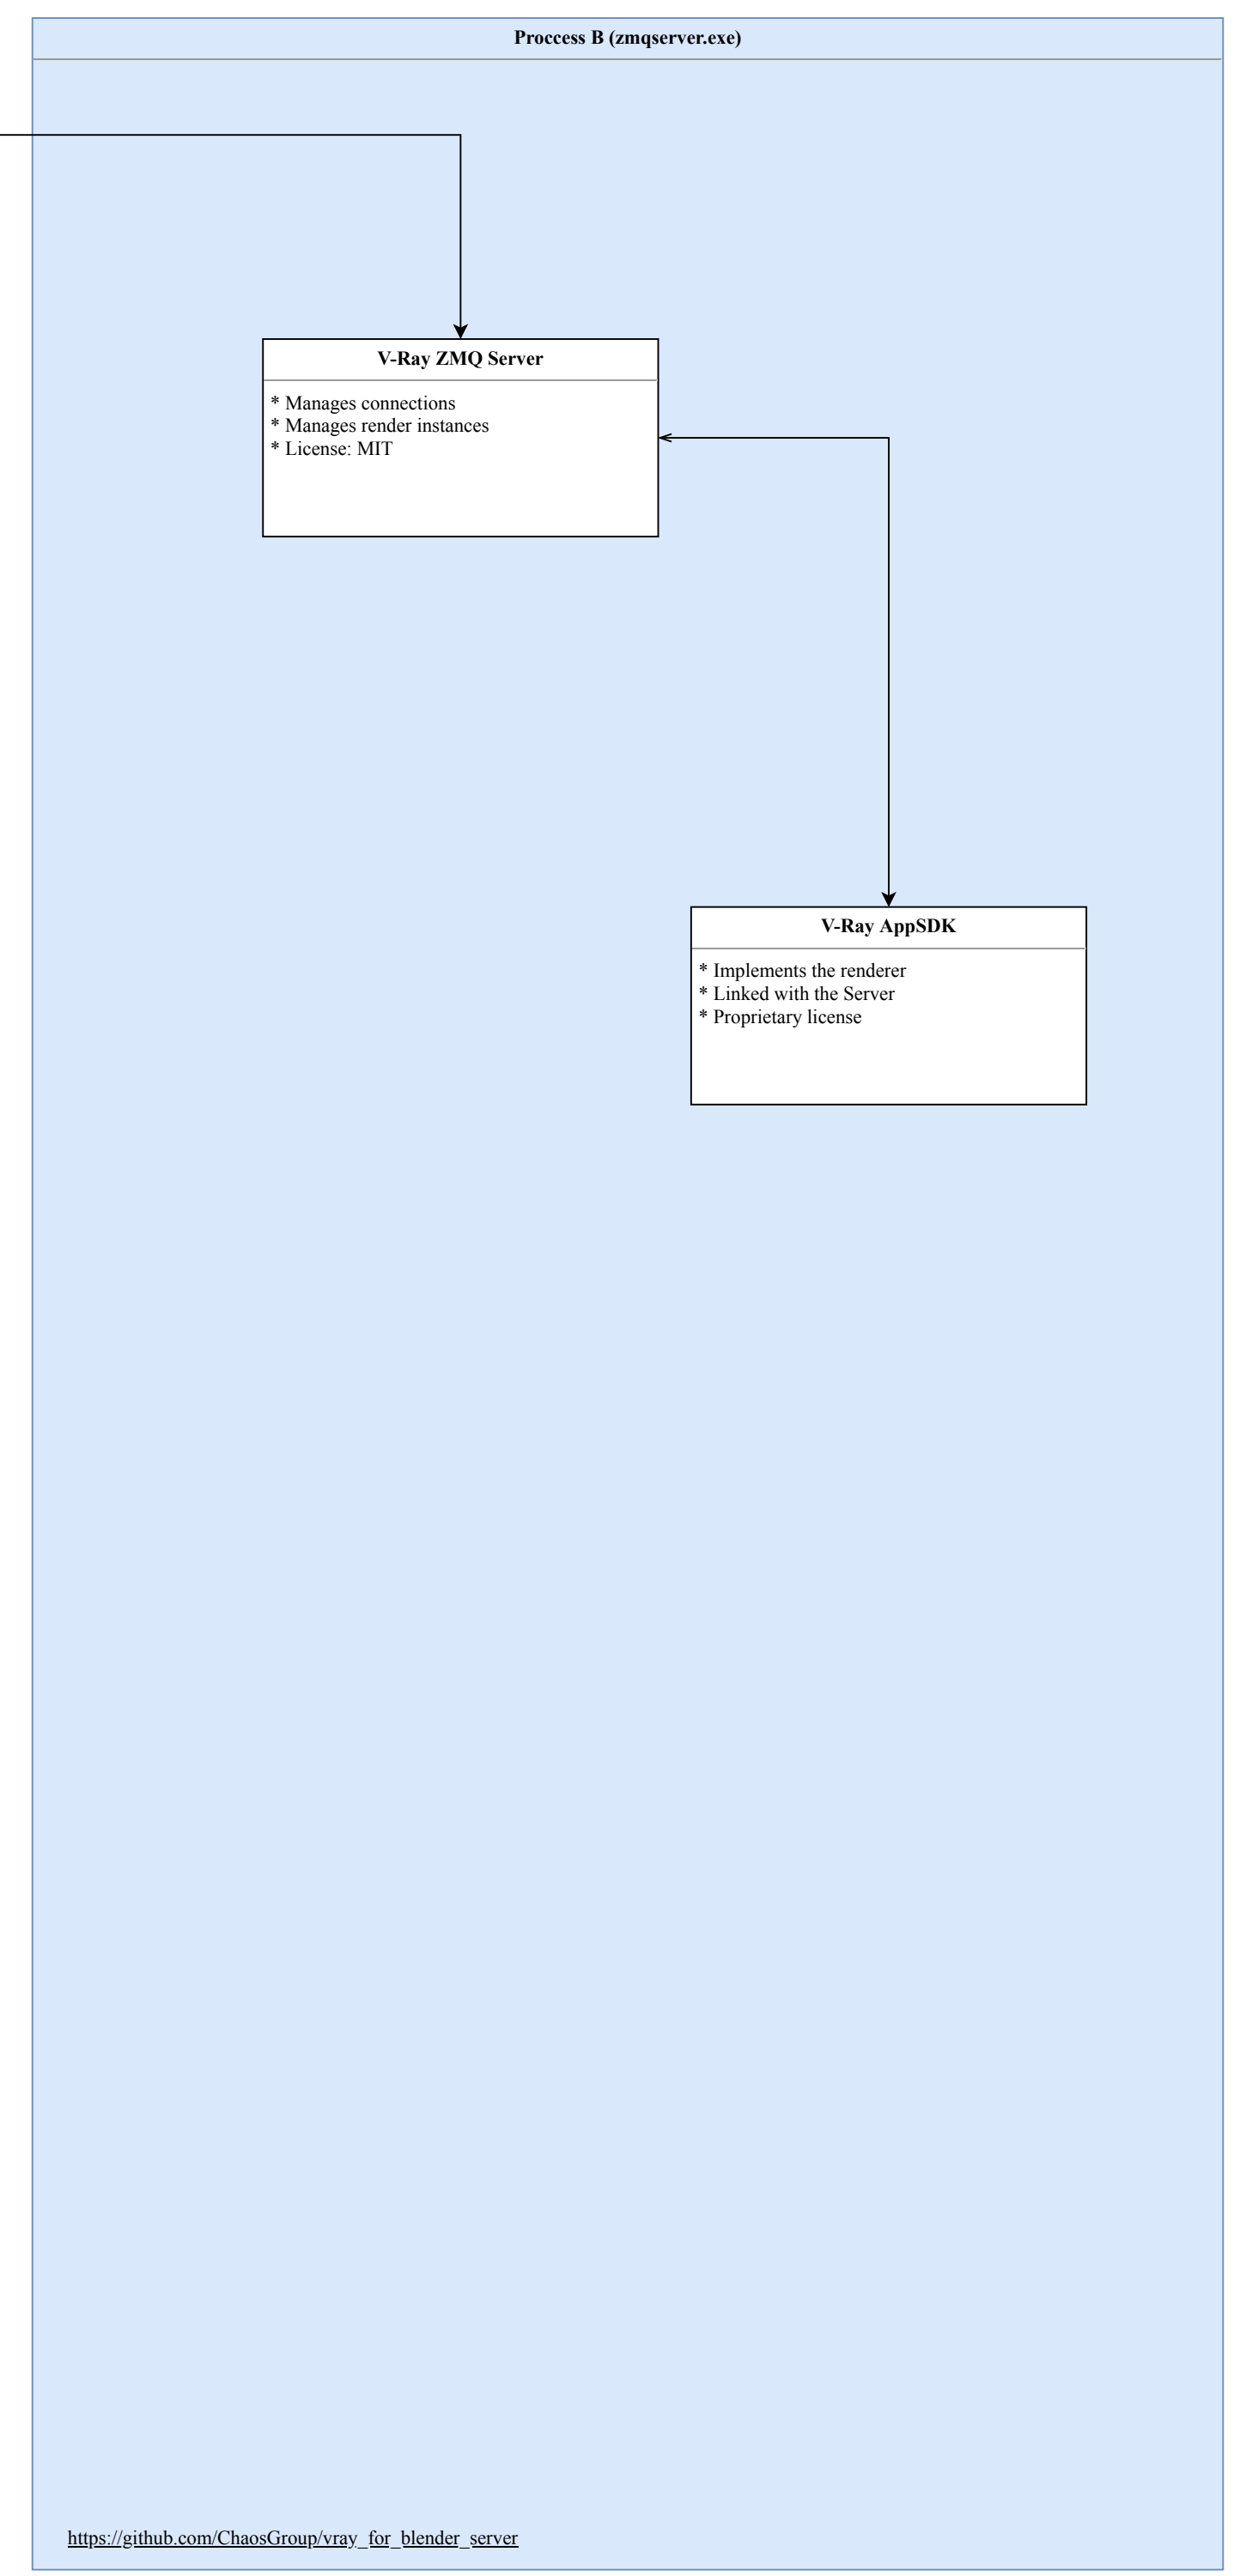 Proccess B (zmqserver.exe)
V-Ray ZMQ Server
* Manages connections
* Manages render instances
* License: MIT
V-Ray AppSDK
* Implements the renderer
* Linked with the Server
* Proprietary license
https://github.com/ChaosGroup/vray_for_blender_server